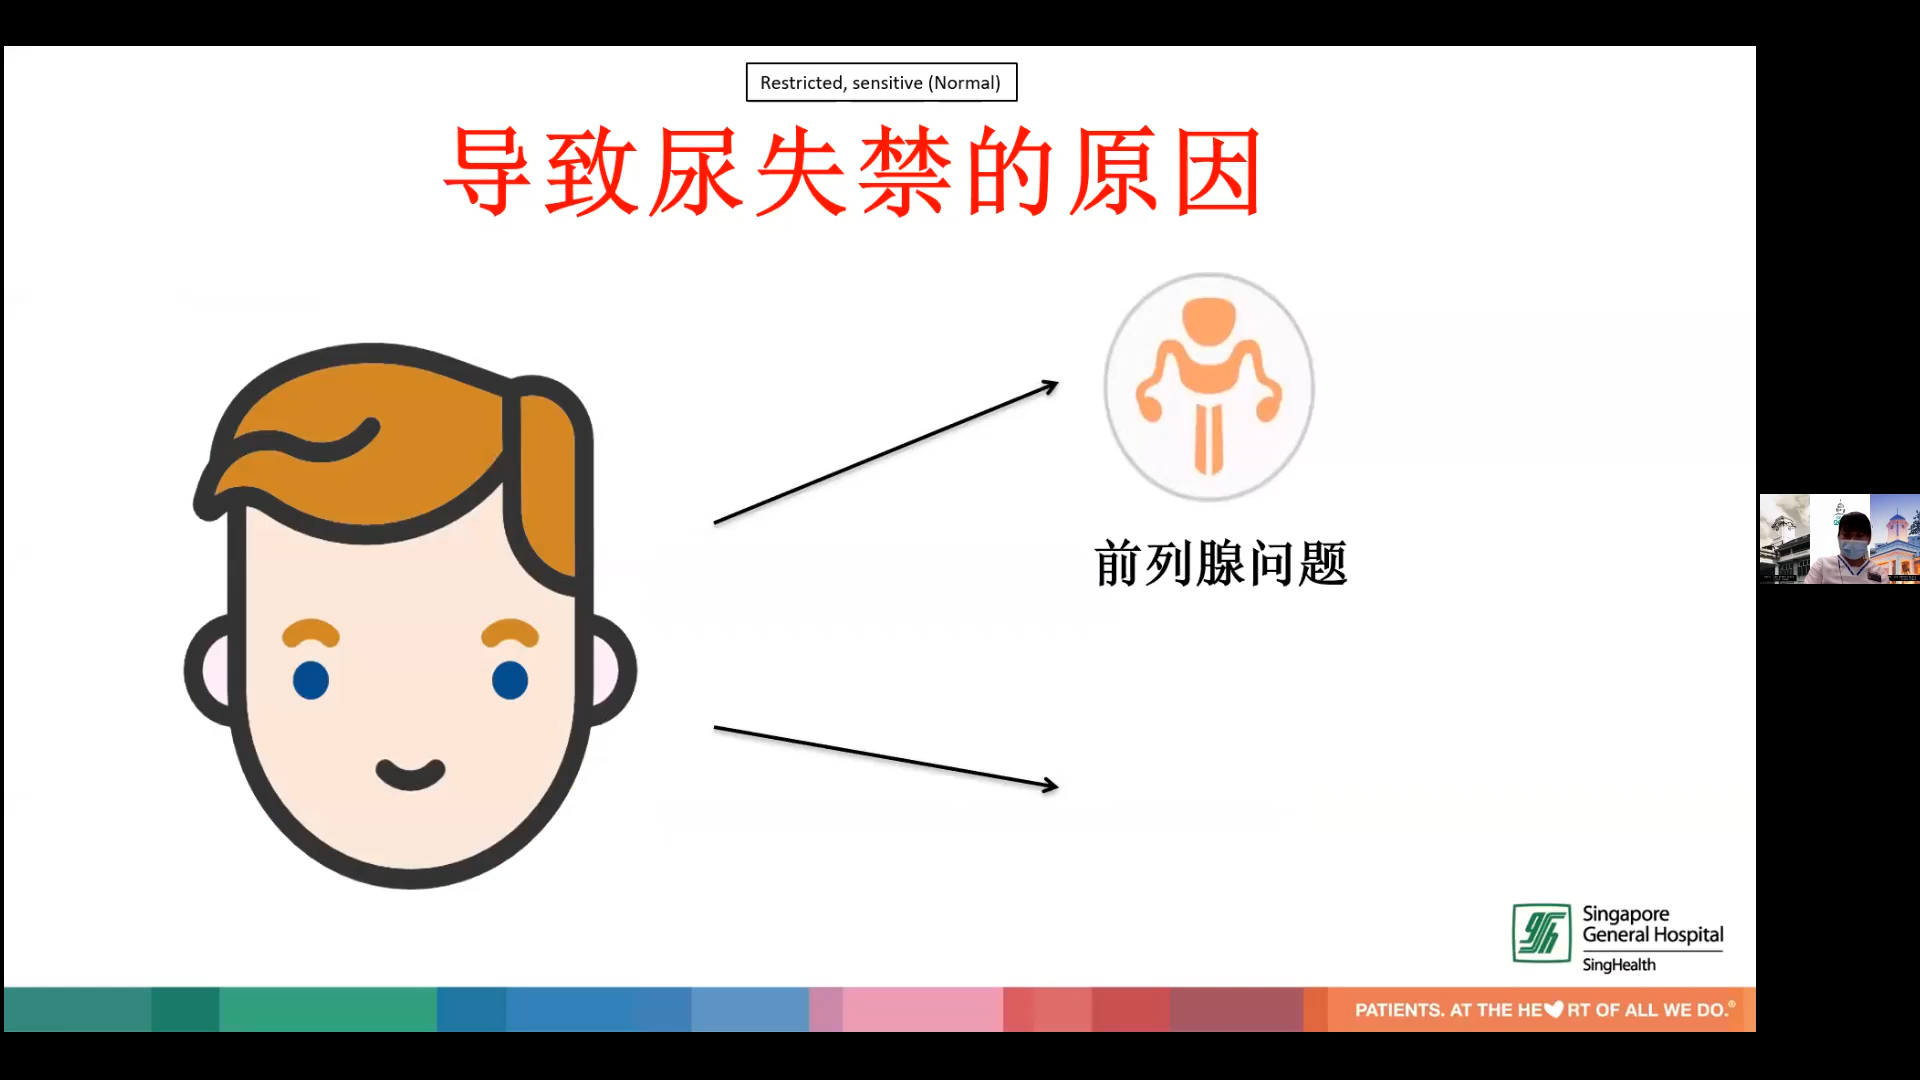 Restricted, sensitive (Normal)
导致尿失禁的原因
前列腺问题
Singapore
General Hospital
SingHealth
PATIENTS. AT THE HE RT OF ALL WE DO.®